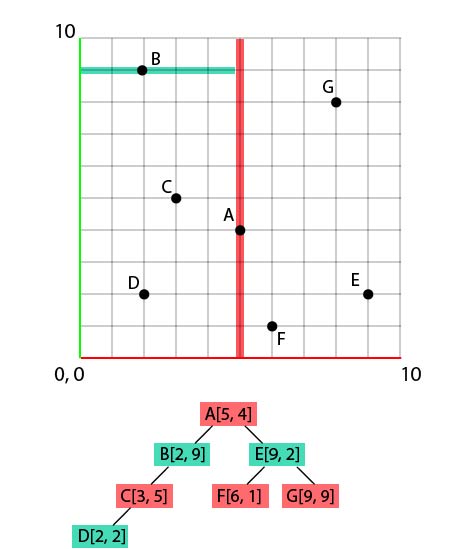 10
B
G
C
A
D
E
F
0, 0
10
A[5, 4]
B[2, 9]
E[9, 2]
C[3, 5]
F[6, 1]
G[9, 9]
D[2, 2]